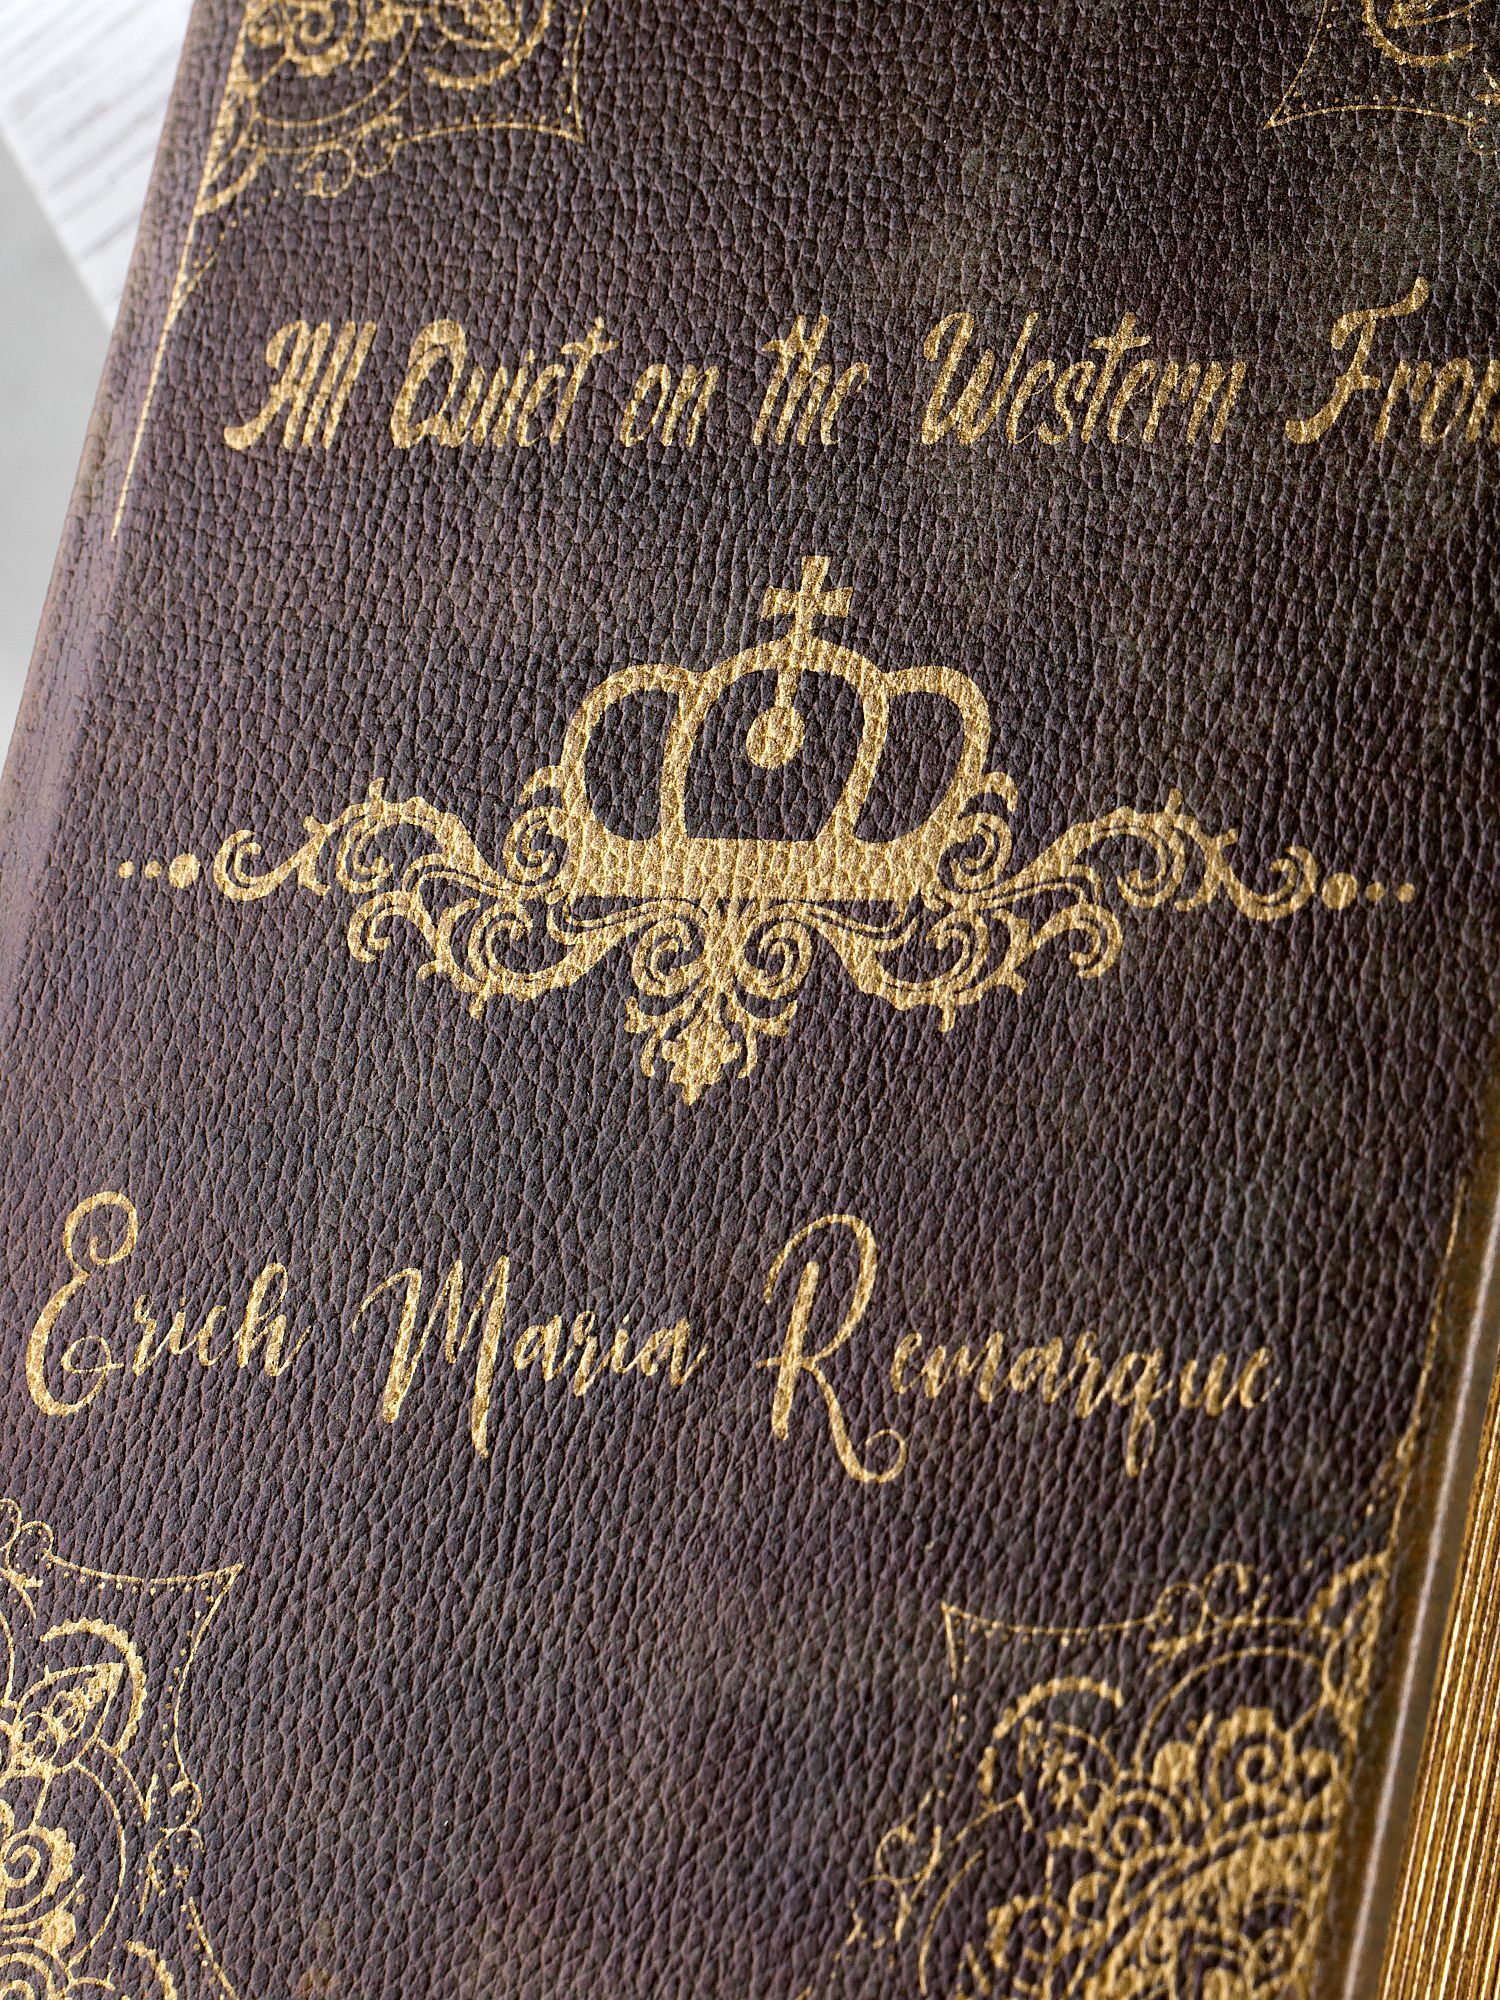 All Quiet on the Western Fron
Erich Maria Remarque